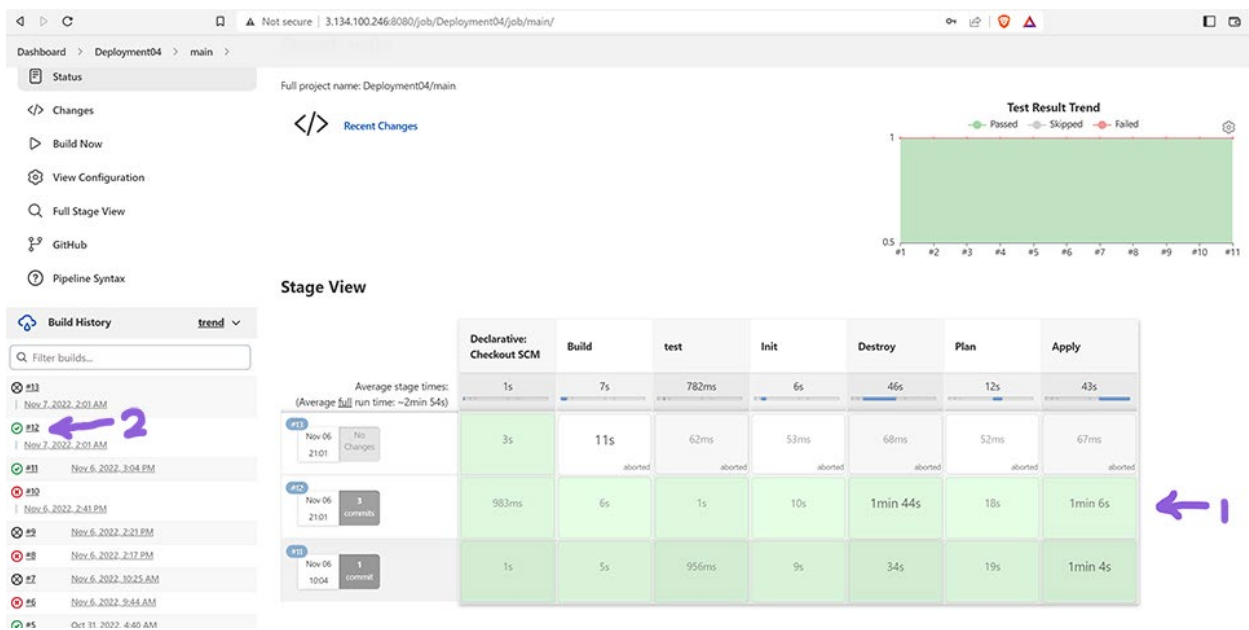 Not secure | 3.134.100.246:8080/job/Deployment04/job/main/
Dashboard > Deployment04 > main >
Status
Changes
Build Now
View Configuration
Full Stage View
GitHub
Pipeline Syntax
Build History trend
Filter builds...
#13
Nov 7, 2022, 2:01 AM
#12
Nov 7, 2022, 2:01 AM
2
#11 Nov 6, 2022, 3:04 PM
#10
Nov 6, 2022, 2:41 PM
#9 Nov 6, 2022, 2:21 PM
#8 Nov 6, 2022, 2:17 PM
#7 Nov 6, 2022, 10:25 AM
#6 Nov 6, 2022, 9:44 AM
#5 Oct 31, 2022, 4:40 AM
Full project name: Deployment04/main
Recent Changes
Test Result Trend
Passed Skipped Failed
1
0.5
#1 #2 #3 #4 #5 #6 #7 #8 #9 #10 #11
Stage View
Declarative: Build test Init Destroy Plan Apply
Checkout SCM
Average stage times: 1s 7s 782ms 6s 46s 12s 43s
(Average full run time: ~2min 54s)
#13
Nov 06 No
21:01 Changes
3s 11s 62ms 53ms 68ms 52ms 67ms
aborted aborted aborted aborted aborted aborted
#12
Nov 06 3
21:01 commits
983ms 6s 1s 10s 1min 44s 18s 1min 6s
1
#11
Nov 06 1
10:04 commit
1s 5s 956ms 9s 34s 19s 1min 4s